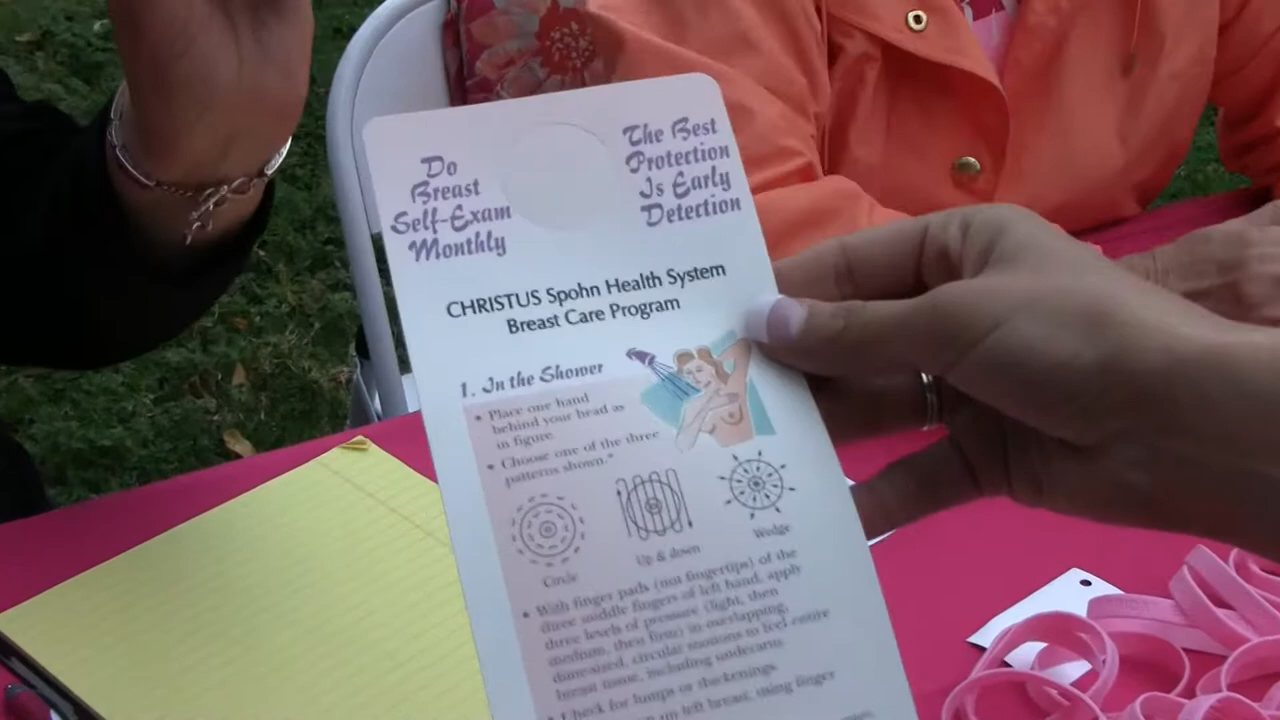 Do
Breast
Self-Exam
Monthly
The Best
Protection
Is Early
Detection
CHRISTUS Spohn Health System
Breast Care Program
1. In the Shower
• Place one hand
behind your head as
in figure.
• Choose one of the three
patterns shown.*
Circle
Up & down
Wedge
• With finger pads (not fingertips) of the
three middle fingers of left hand, apply
three levels of pressure (light, then
medium, then firm) in overlapping,
dime-sized, circular motions to feel entire
breast tissue, including underarm.
• Check for lumps or thickenings.
left breast, using finger